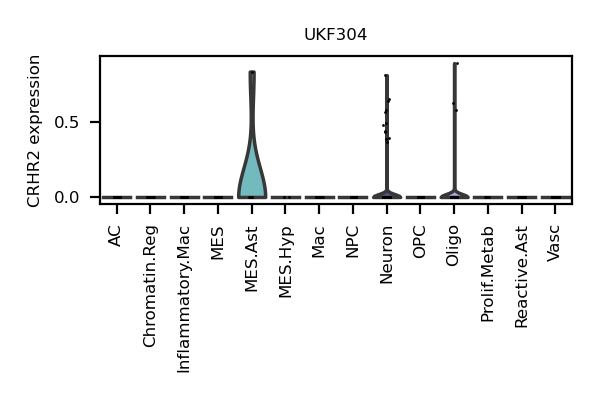 UKF304
CRHR2 expression
0.5
0.0
AC
Chromatin.Reg
Inflammatory.Mac
MES
MES.Ast
MES.Hyp
Mac
NPC
Neuron
OPC
Oligo
Prolif.Metab
Reactive.Ast
Vasc